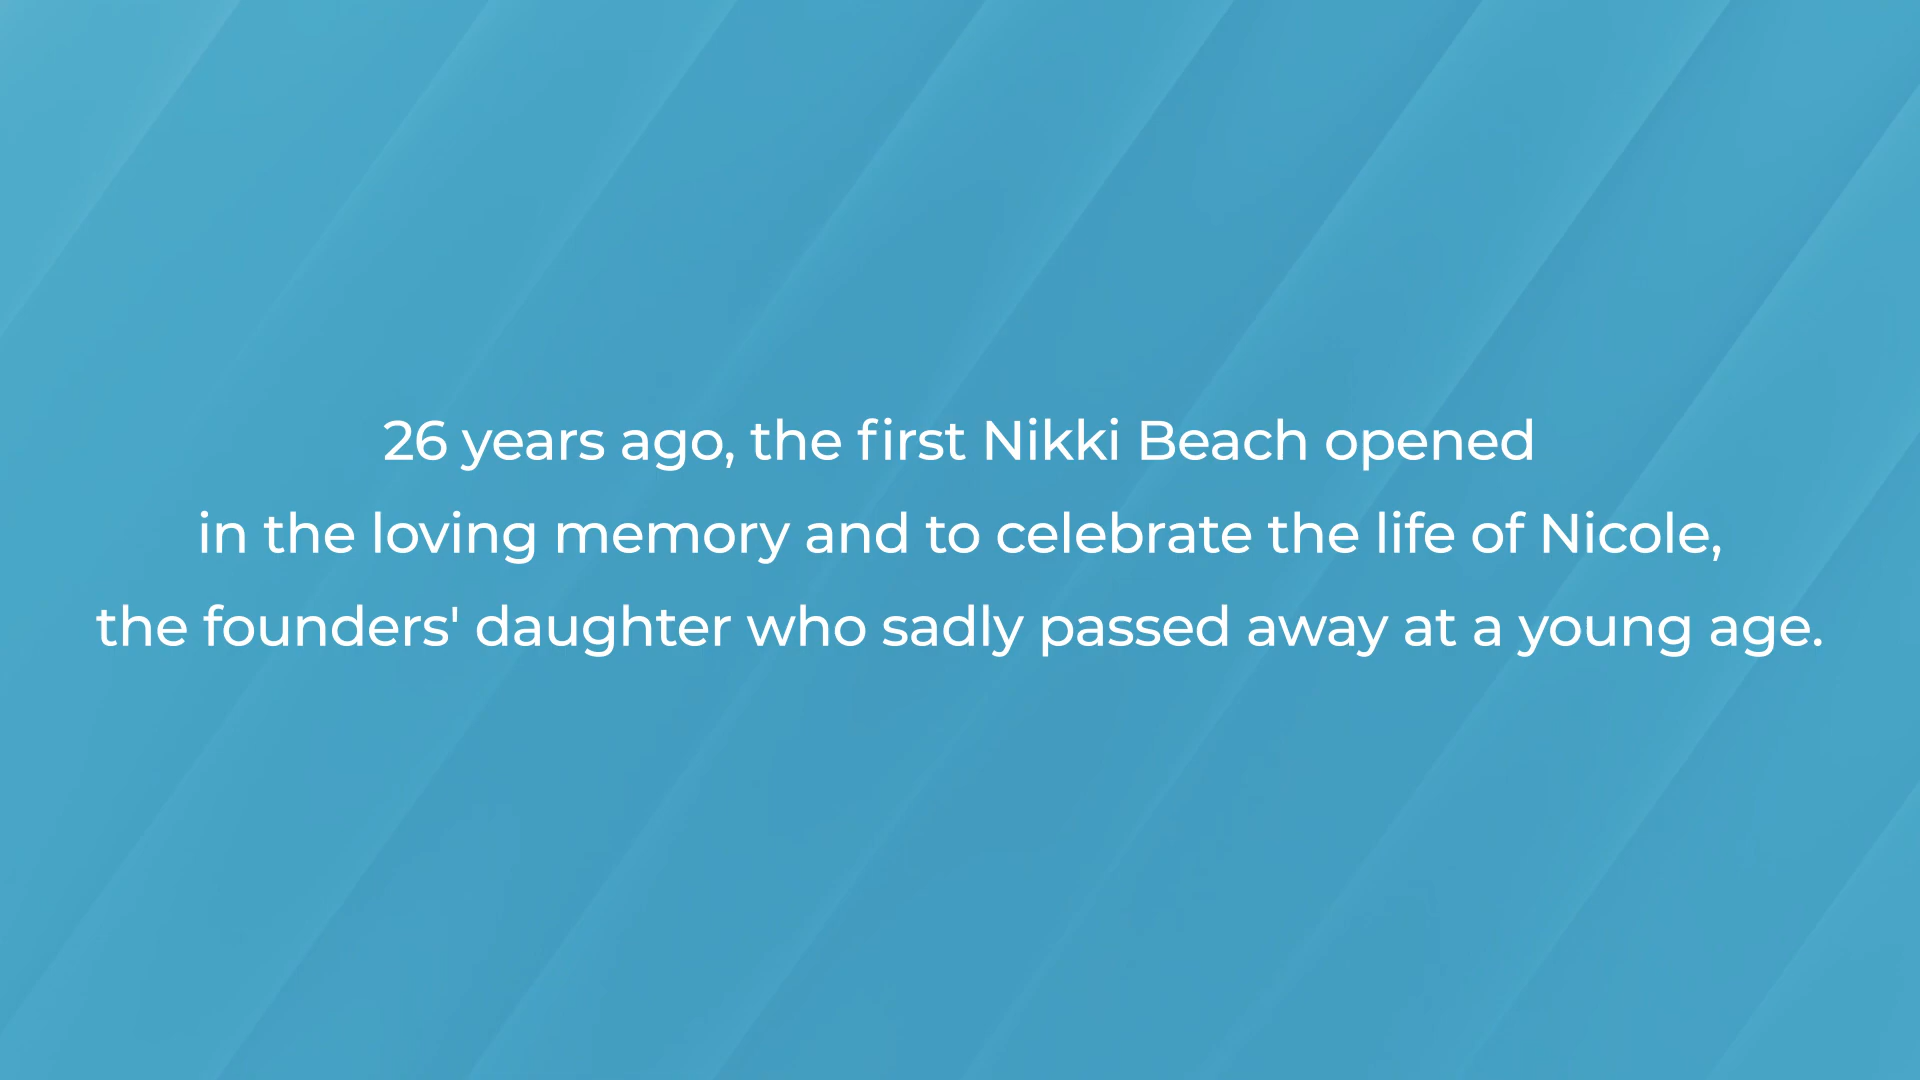 26 years ago, the first Nikki Beach opened
in the loving memory and to celebrate the life of Nicole,
the founders' daughter who sadly passed away at a young age.